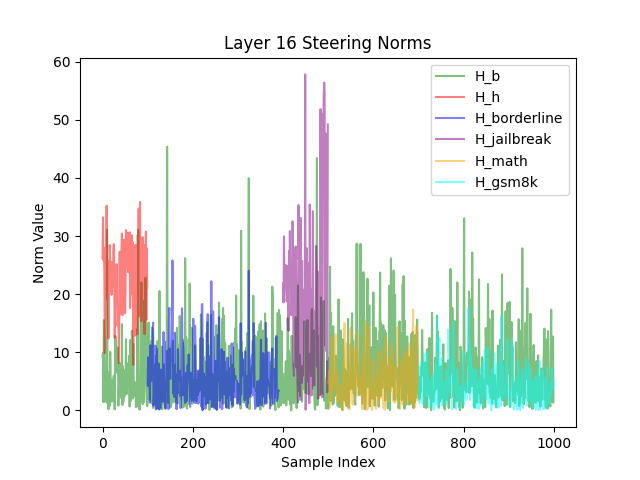 Layer 16 Steering Norms
60
50
40
30
20
10
0
Norm Value
H_b
H_h
H_borderline
H_jailbreak
H_math
H_gsm8k
0
200
400
600
800
1000
Sample Index